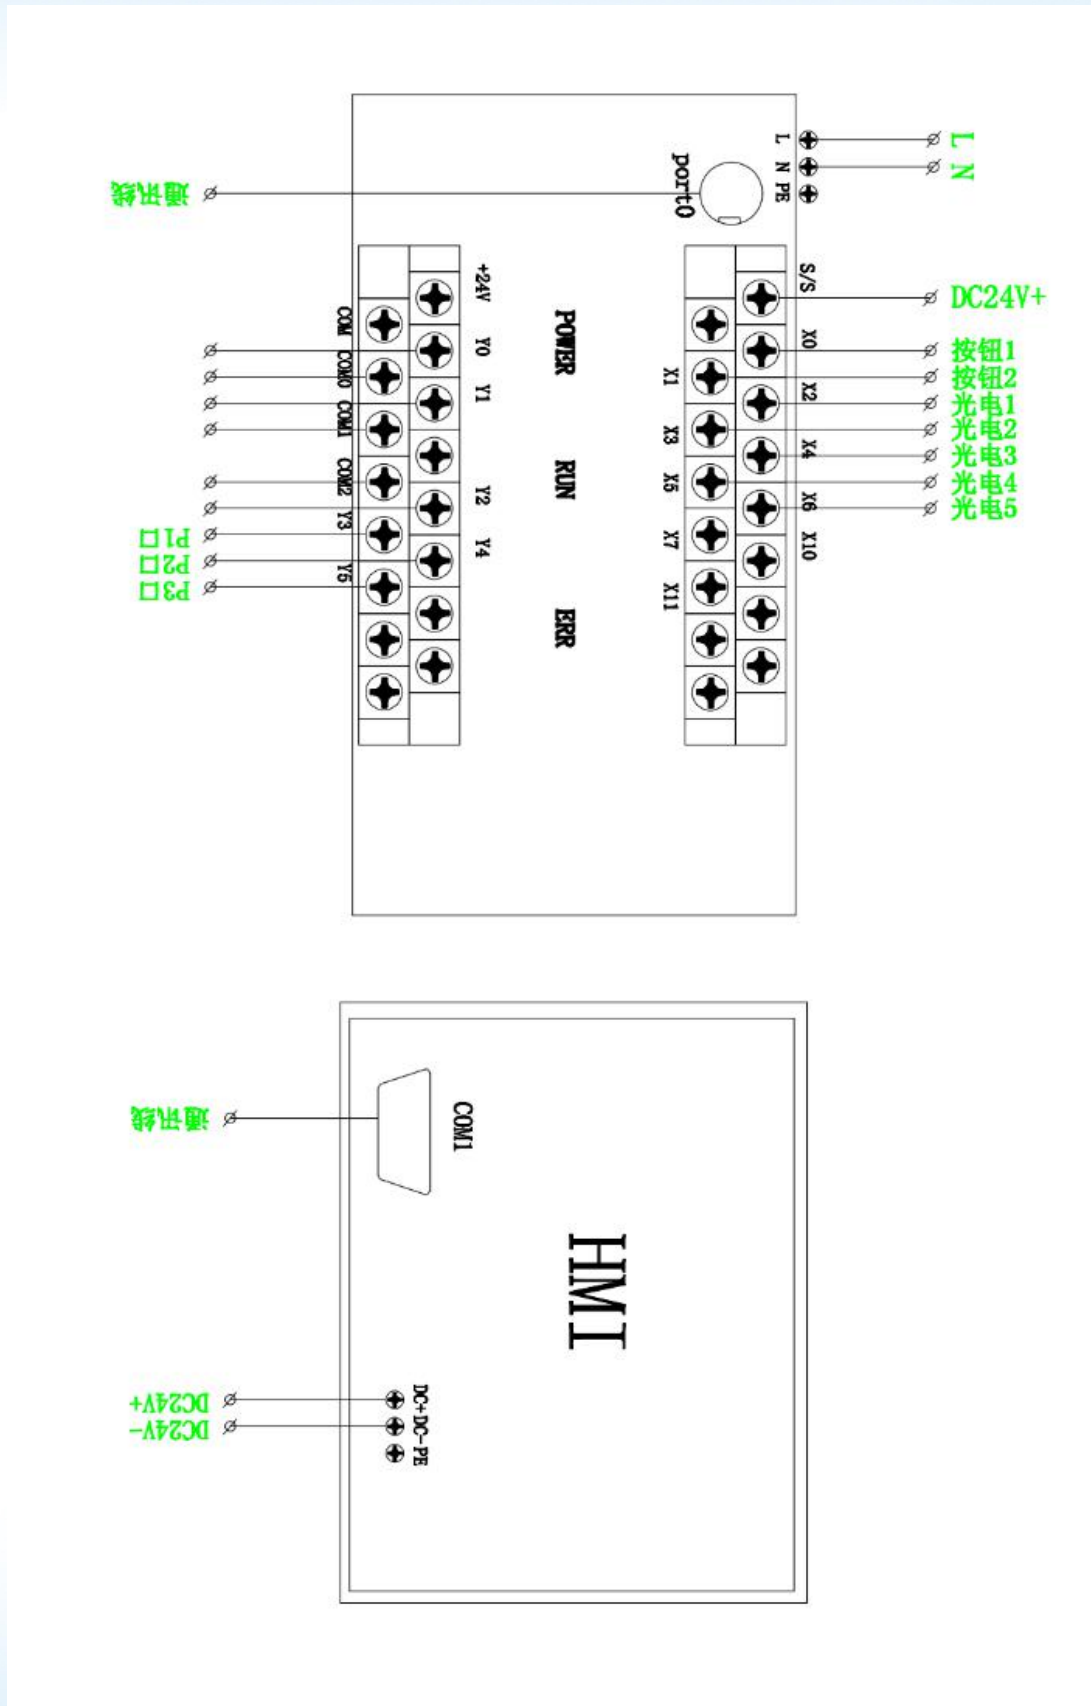 L
N
PE
L
N
port0
通讯线
S/S
DC24V+
+24V
COM
Y0
X0
按钮1
COM0
X1
按钮2
Y1
X2
光电1
COM1
X3
光电2
X4
光电3
COM2
X5
光电4
Y2
X6
光电5
Y3
P1口
X7
Y4
P2口
X10
Y5
P3口
X11
POWER
RUN
ERR
通讯线
COM1
HMI
DC24V+
DC+
DC24V-
DC-
PE